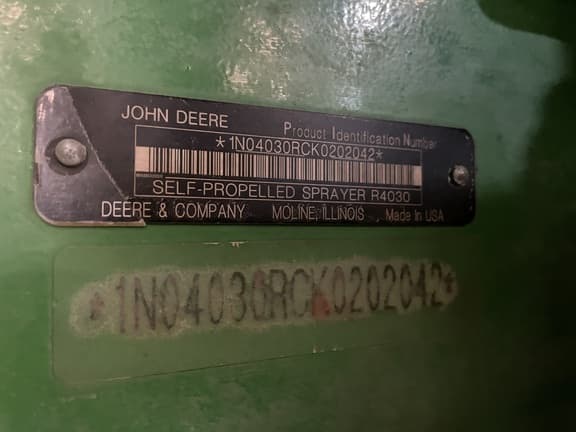 JOHN DEERE
Product Identification Number
*1N04030RCK0202042*
SELF-PROPELLED SPRAYER R4030
DEERE & COMPANY MOLINE, ILLINOIS Made In USA
*1N04030RCK0202042*